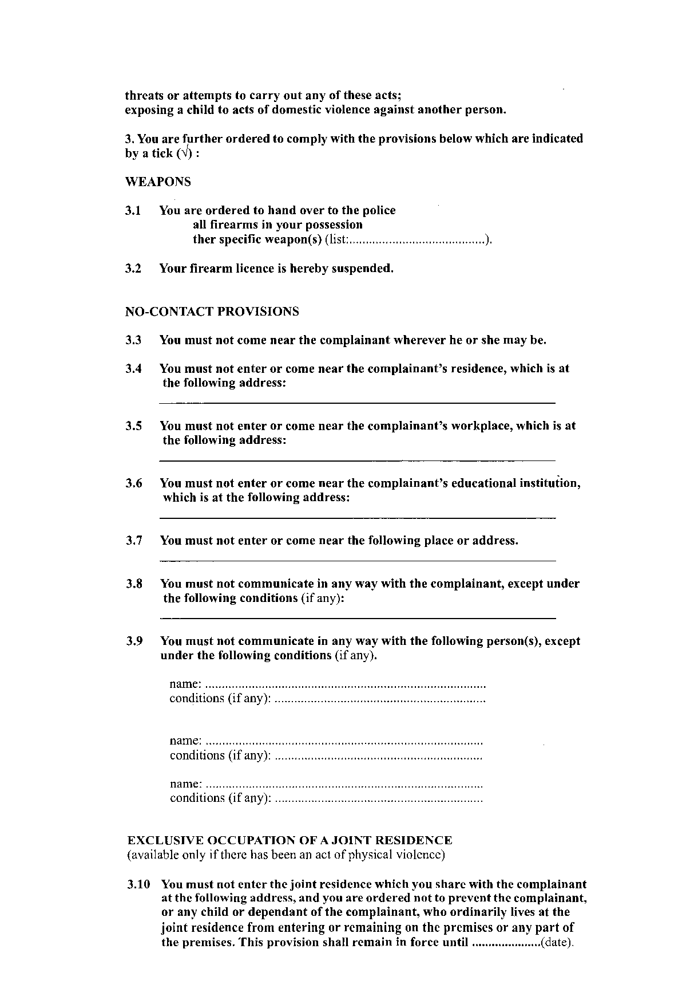 threats or attempts to carry out any of these acts;
exposing a child to acts of domestic violence against another person.
3. You are further ordered to comply with the provisions below which are indicated
by a tick (√) :
WEAPONS
3.1 You are ordered to hand over to the police
all firearms in your possession
ther specific weapon(s) (list:.........................................).
3.2 Your firearm licence is hereby suspended.
NO-CONTACT PROVISIONS
3.3 You must not come near the complainant wherever he or she may be.
3.4 You must not enter or come near the complainant's residence, which is at
the following address:
3.5 You must not enter or come near the complainant's workplace, which is at
the following address:
3.6 You must not enter or come near the complainant's educational institution,
which is at the following address:
3.7 You must not enter or come near the following place or address.
3.8 You must not communicate in any way with the complainant, except under
the following conditions (if any):
3.9 You must not communicate in any way with the following person(s), except
under the following conditions (if any).
name: .....................................................................................
conditions (if any): ................................................................
name: ....................................................................................
conditions (if any): ...............................................................
name: ....................................................................................
conditions (if any): ...............................................................
EXCLUSIVE OCCUPATION OF A JOINT RESIDENCE
(available only if there has been an act of physical violence)
3.10 You must not enter the joint residence which you share with the complainant
at the following address, and you are ordered not to prevent the complainant,
or any child or dependant of the complainant, who ordinarily lives at the
joint residence from entering or remaining on the premises or any part of
the premises. This provision shall remain in force until .....................(date).